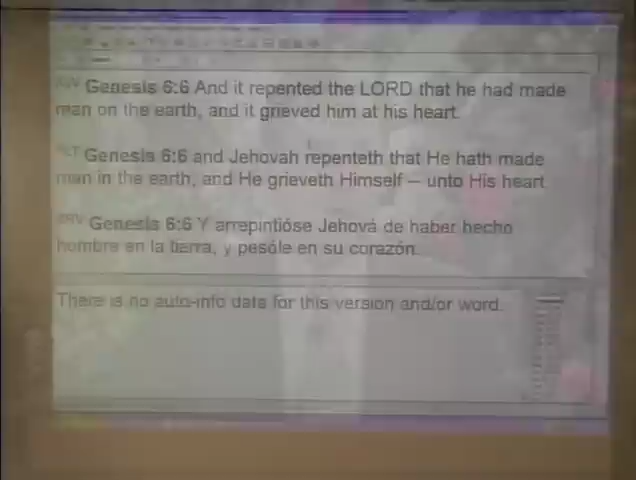 Genesis 6:6 And it repented the LORD that he had made
man on the earth, and it grieved him at his heart.
Genesis 6:6 and Jehovah repenteth that He hath made
man in the earth, and He grieveth Himself — unto His heart.
Genesis 6:6 Y arrepintióse Jehová de haber hecho
hombre en la tierra, y pesóle en su corazón.
There is no auto-info data for this version and/or word.